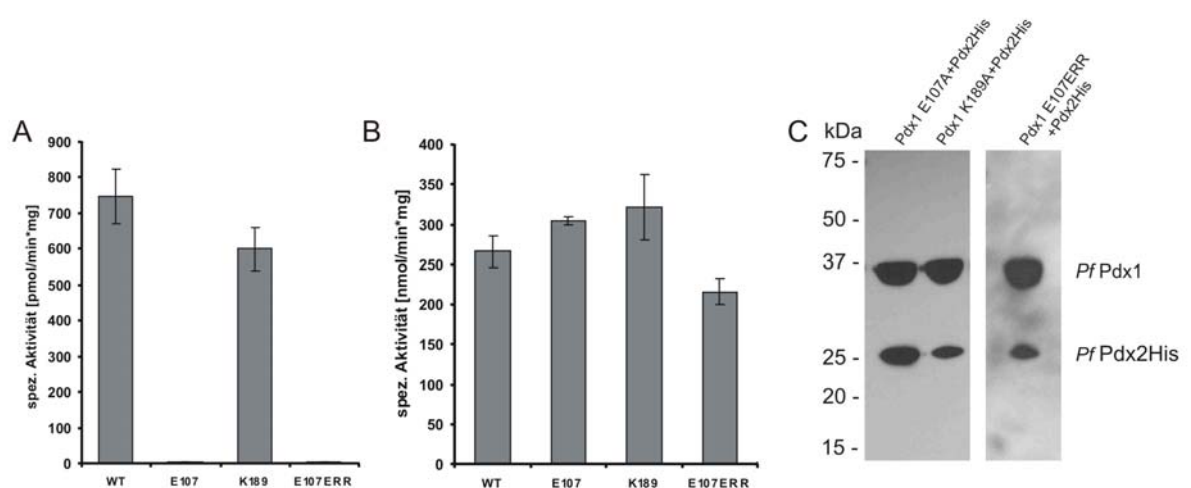 A
spez. Aktivität [pmol/min*mg]
900
800
700
600
500
400
300
200
100
0
WT E107 K189 E107ERR
B
spez. Aktivität [nmol/min*mg]
400
350
300
250
200
150
100
50
0
WT E107 K189 E107ERR
C
kDa
Pdx1 E107A+Pdx2His
Pdx1 K189A+Pdx2His
Pdx1 E107ERR
+Pdx2His
75 -
50 -
37 -
25 -
20 -
15 -
Pf Pdx1
Pf Pdx2His